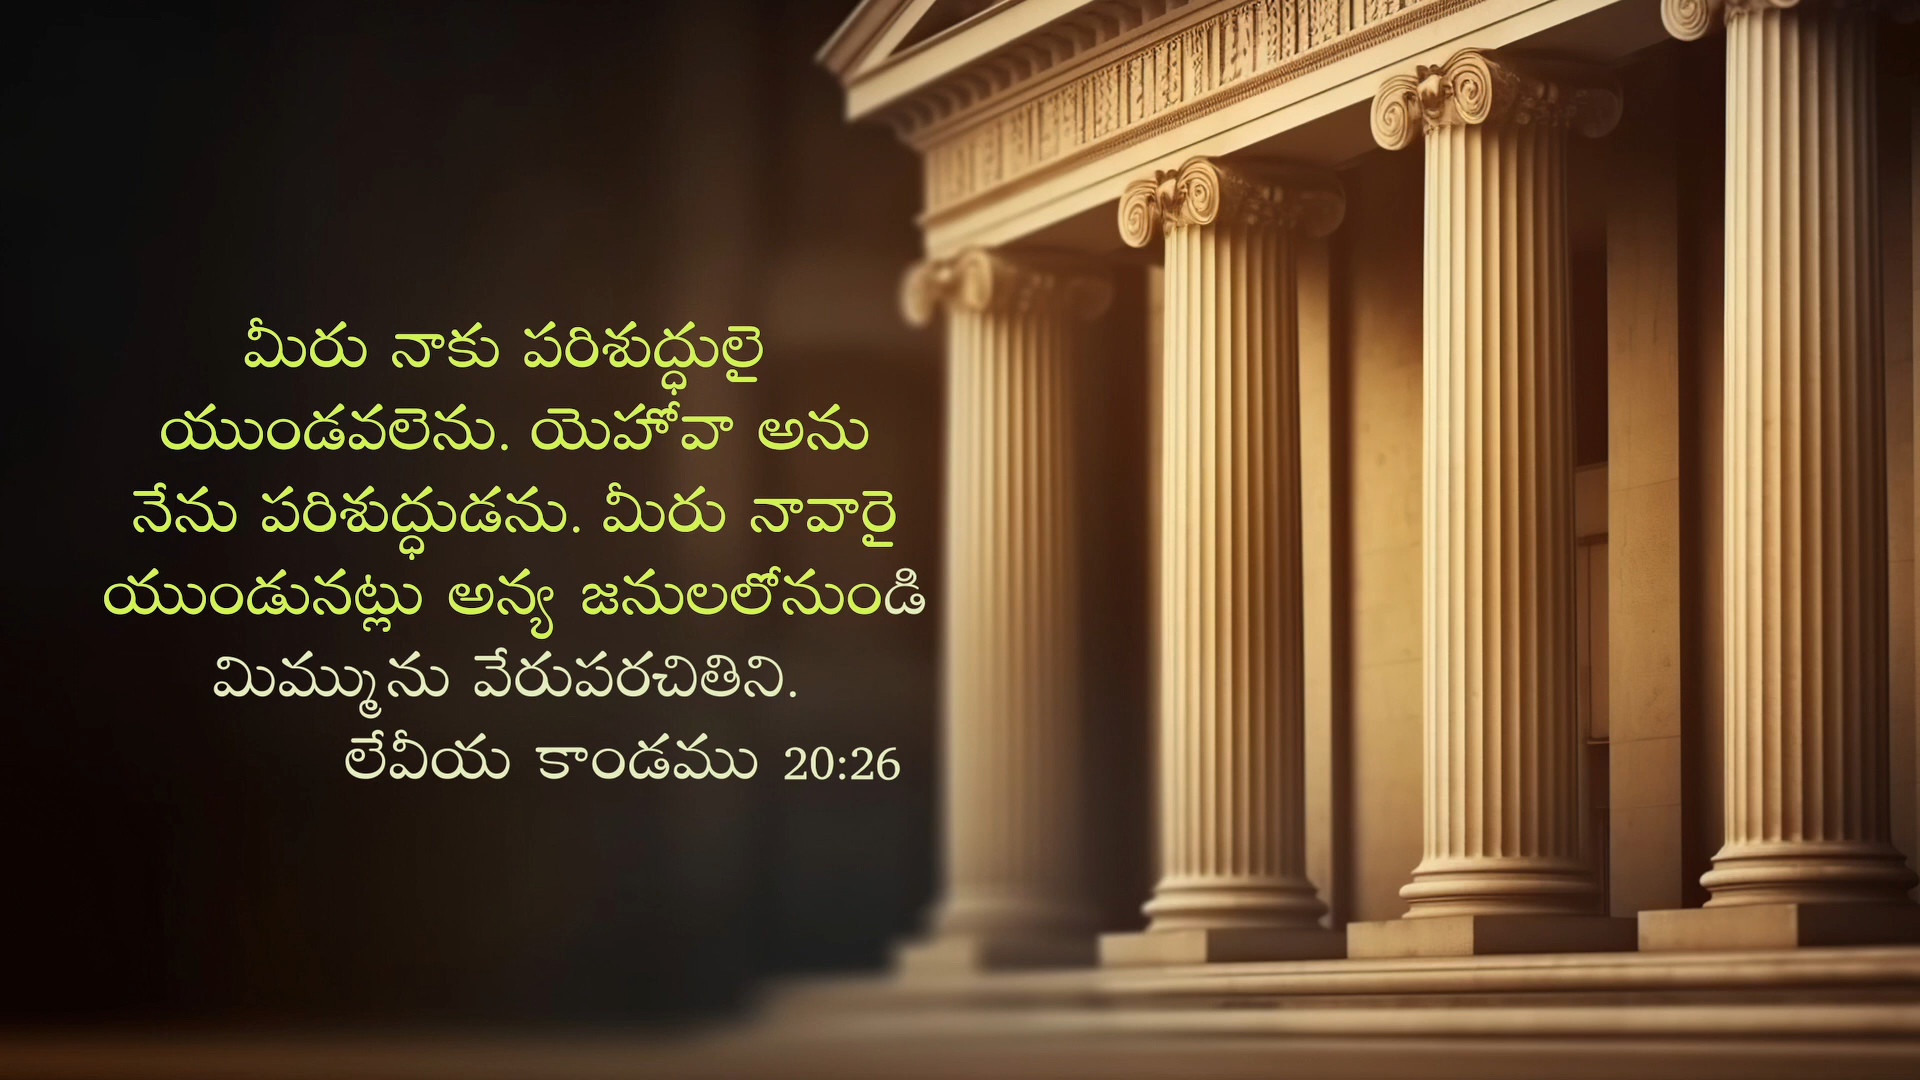 మీరు నాకు పరిశుద్ధులై
యుండవలెను. యెహోవా అను
నేను పరిశుద్ధుడను. మీరు నావారై
యుండునట్లు అన్య జనులలోనుండి
మిమ్మును వేరుపరచితిని.
లేవీయ కాండము 20:26